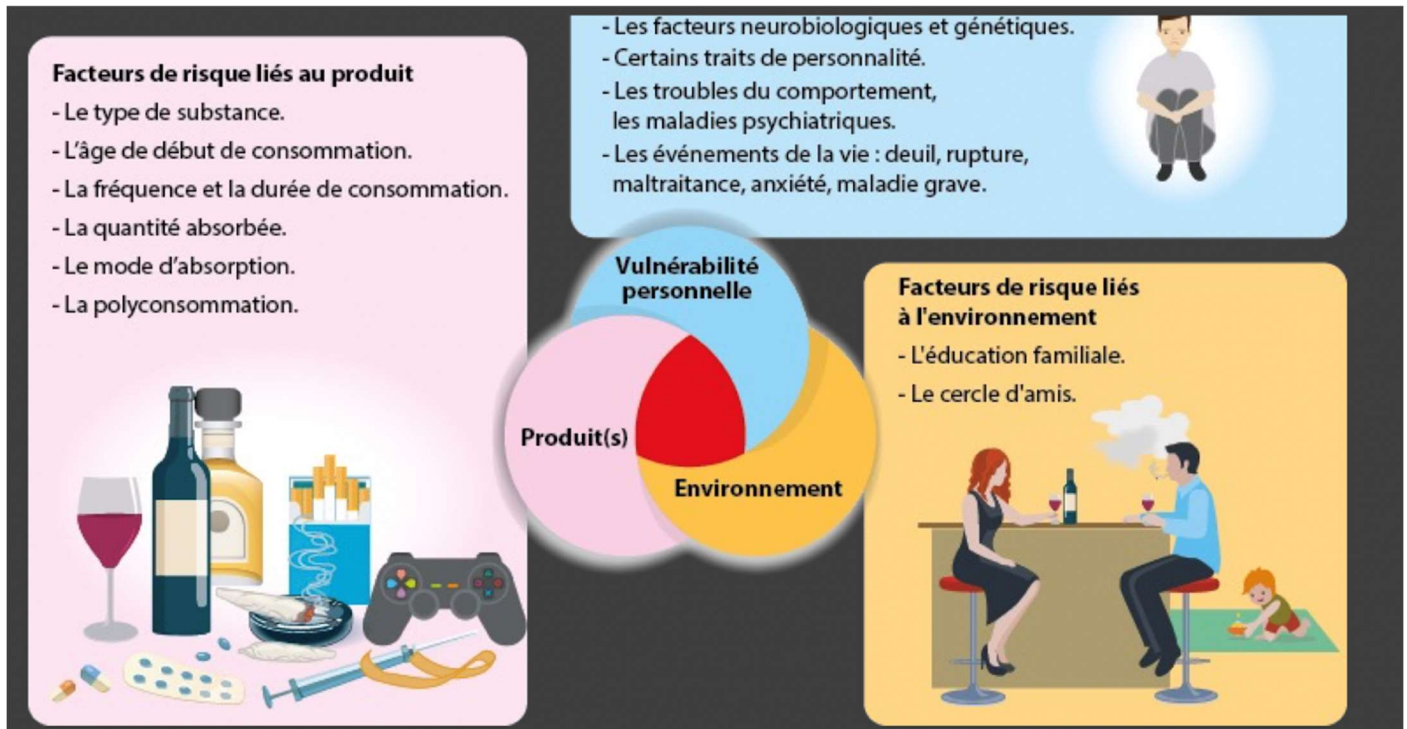 Facteurs de risque liés au produit
- Le type de substance.
- L'âge de début de consommation.
- La fréquence et la durée de consommation.
- La quantité absorbée.
- Le mode d'absorption.
- La polyconsommation.
- Les facteurs neurobiologiques et génétiques.
- Certains traits de personnalité.
- Les troubles du comportement,
les maladies psychiatriques.
- Les événements de la vie : deuil, rupture,
maltraitance, anxiété, maladie grave.
Vulnérabilité
personnelle
Produit(s)
Environnement
Facteurs de risque liés
à l'environnement
- L'éducation familiale.
- Le cercle d'amis.